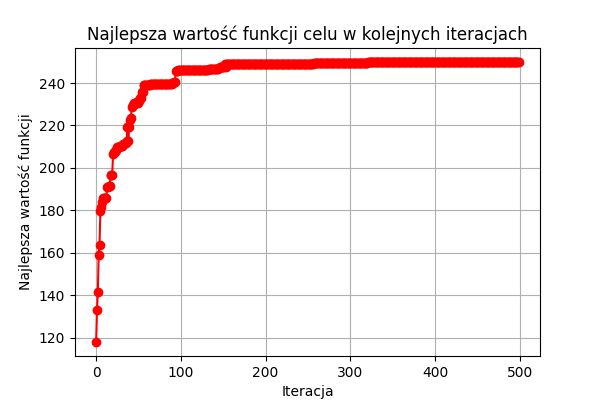 Najlepsza wartość funkcji celu w kolejnych iteracjach
Najlepsza wartość funkcji
240
220
200
180
160
140
120
0 100 200 300 400 500
Iteracja